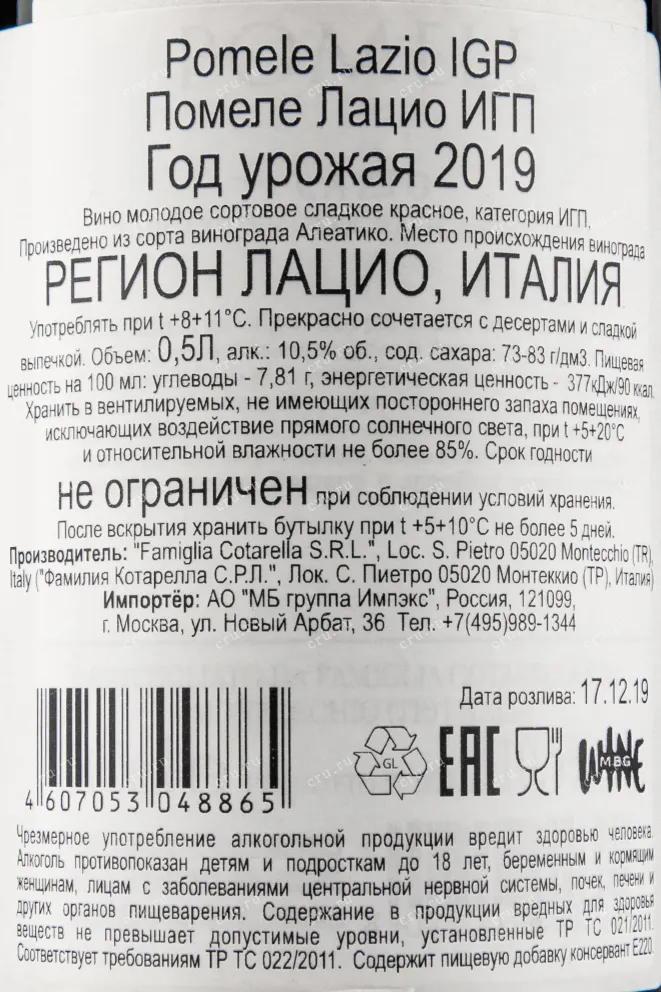 Pomele Lazio IGP
Помеле Лацио ИГП
Год урожая 2019
Вино молодое сортовое сладкое красное, категория ИГП.
Произведено из сорта винограда Алеатико. Место происхождения винограда
РЕГИОН ЛАЦИО, ИТАЛИЯ
Употреблять при t +8+11°С. Прекрасно сочетается с десертами и сладкой
выпечкой. Объем: 0,5Л, алк.: 10,5% об., сод. сахара: 73-83 г/дм3. Пищевая
ценность на 100 мл: углеводы - 7,81 г, энергетическая ценность - 377кДж/90 ккал.
Хранить в вентилируемых, не имеющих постороннего запаха помещениях,
исключающих воздействие прямого солнечного света, при t +5+20°С
и относительной влажности не более 85%. Срок годности
не ограничен при соблюдении условий хранения.
После вскрытия хранить бутылку при t +5+10°С не более 5 дней.
Производитель: "Famiglia Cotarella S.R.L.", Loc. S. Pietro 05020 Montecchio (TR),
Italy ("Фамилия Котарелла С.Р.Л.", Лок. С. Пиетро 05020 Монтеккио (ТР), Италия)
Импортёр: АО "МБ группа Импэкс", Россия, 121099,
г. Москва, ул. Новый Арбат, 36 Тел. +7(495)989-1344
Дата розлива: 17.12.19
GL
EAC
WINE
M.B.G
4 607053 048865
Чрезмерное употребление алкогольной продукции вредит здоровью человека.
Алкоголь противопоказан детям и подросткам до 18 лет, беременным и кормящим
женщинам, лицам с заболеваниями центральной нервной системы, почек, печени и
других органов пищеварения. Содержание в продукции вредных для здоровья
веществ не превышает допустимые уровни, установленные ТР ТС 021/2011.
Соответствует требованиям ТР ТС 022/2011. Содержит пищевую добавку консервант Е220.